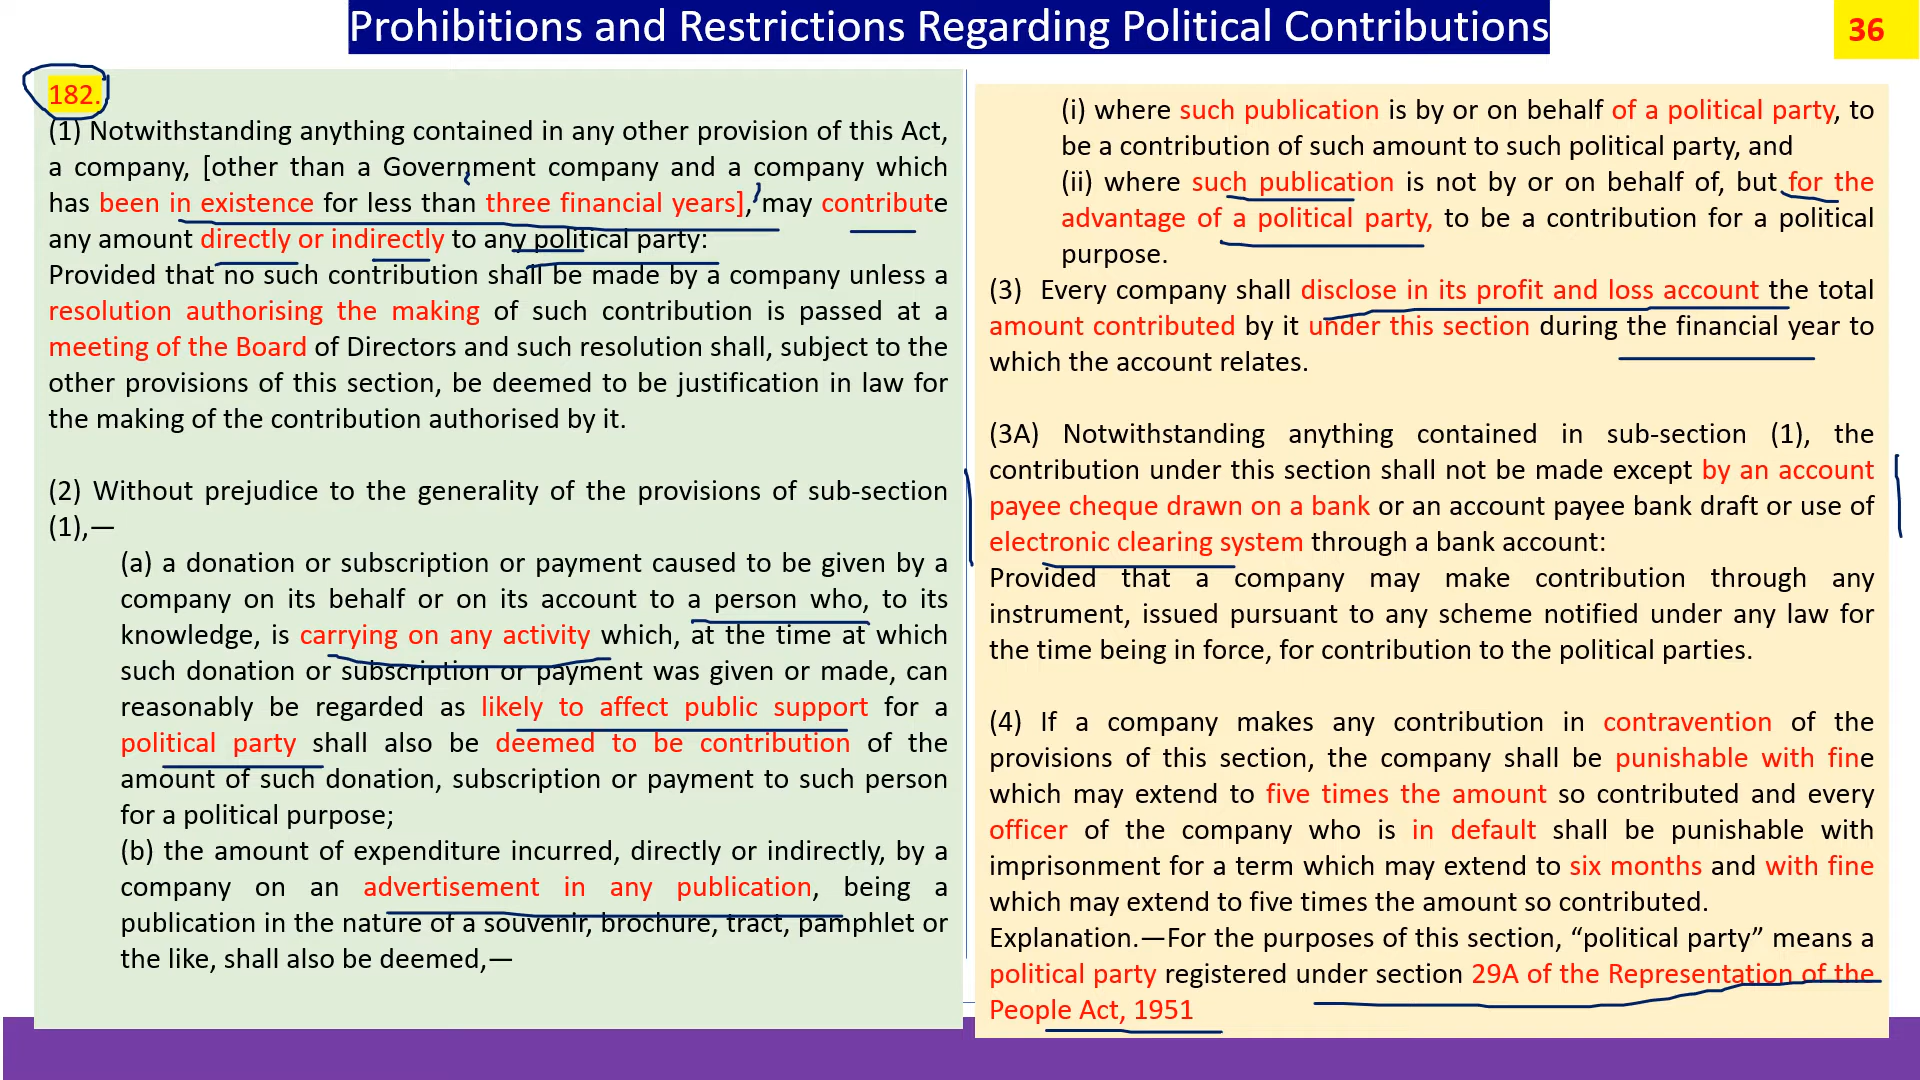 Prohibitions and Restrictions Regarding Political Contributions
36
182.
(1) Notwithstanding anything contained in any other provision of this Act,
a company, [other than a Government company and a company which
has been in existence for less than three financial years], may contribute
any amount directly or indirectly to any political party:
Provided that no such contribution shall be made by a company unless a
resolution authorising the making of such contribution is passed at a
meeting of the Board of Directors and such resolution shall, subject to the
other provisions of this section, be deemed to be justification in law for
the making of the contribution authorised by it.
(2) Without prejudice to the generality of the provisions of sub-section
(1),—
(a) a donation or subscription or payment caused to be given by a
company on its behalf or on its account to a person who, to its
knowledge, is carrying on any activity which, at the time at which
such donation or subscription or payment was given or made, can
reasonably be regarded as likely to affect public support for a
political party shall also be deemed to be contribution of the
amount of such donation, subscription or payment to such person
for a political purpose;
(b) the amount of expenditure incurred, directly or indirectly, by a
company on an advertisement in any publication, being a
publication in the nature of a souvenir, brochure, tract, pamphlet or
the like, shall also be deemed,—
(i) where such publication is by or on behalf of a political party, to
be a contribution of such amount to such political party, and
(ii) where such publication is not by or on behalf of, but for the
advantage of a political party, to be a contribution for a political
purpose.
(3) Every company shall disclose in its profit and loss account the total
amount contributed by it under this section during the financial year to
which the account relates.
(3A) Notwithstanding anything contained in sub-section (1), the
contribution under this section shall not be made except by an account
payee cheque drawn on a bank or an account payee bank draft or use of
electronic clearing system through a bank account:
Provided that a company may make contribution through any
instrument, issued pursuant to any scheme notified under any law for
the time being in force, for contribution to the political parties.
(4) If a company makes any contribution in contravention of the
provisions of this section, the company shall be punishable with fine
which may extend to five times the amount so contributed and every
officer of the company who is in default shall be punishable with
imprisonment for a term which may extend to six months and with fine
which may extend to five times the amount so contributed.
Explanation.—For the purposes of this section, “political party” means a
political party registered under section 29A of the Representation of the
People Act, 1951